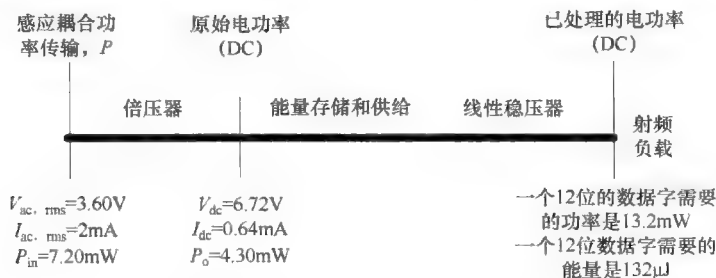 感应耦合功
率传输，P
原始电功率
(DC)
已处理的电功率
(DC)
倍压器
能量存储和供给
线性稳压器
射频
负载
Vac，rms=3.60V
Iac，rms=2mA
Pin=7.20mW
Vdc=6.72V
Idc=0.64mA
Po=4.30mW
一个12位的数据字需要
的功率是13.2mW
一个12位数据字需要的
能量是132μJ